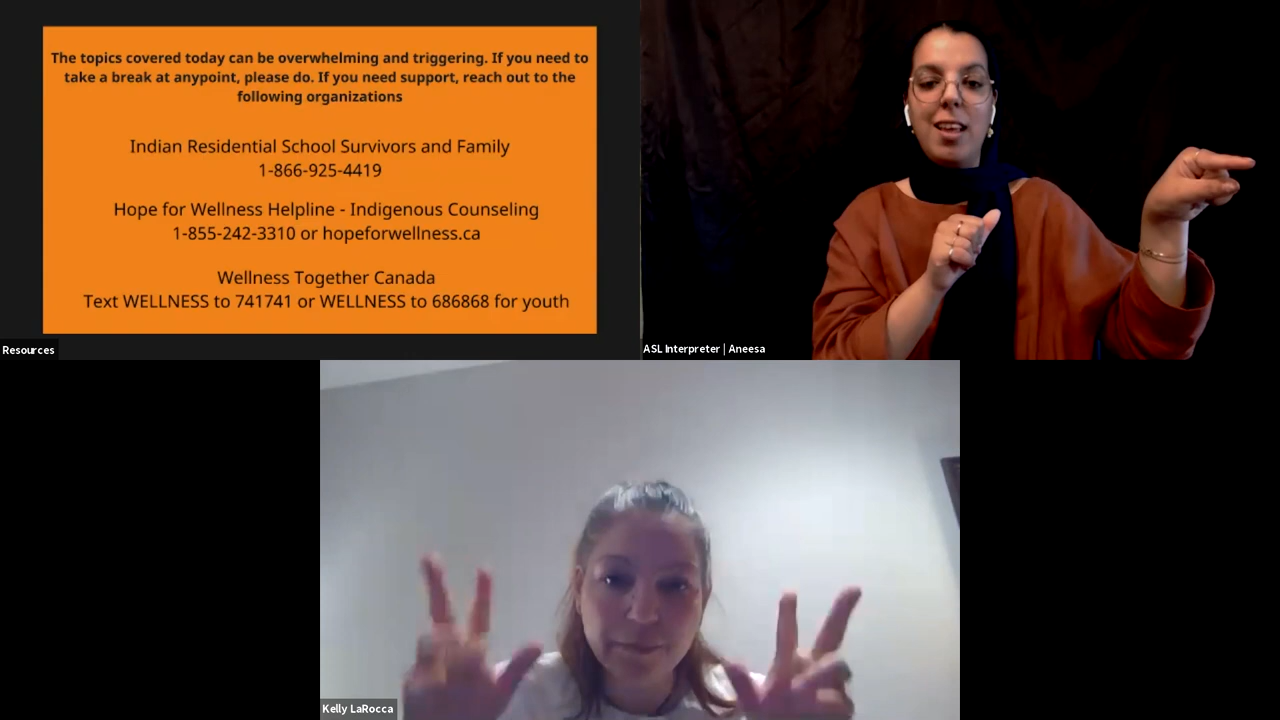 The topics covered today can be overwhelming and triggering. If you need to
take a break at anypoint, please do. If you need support, reach out to the
following organizations
Indian Residential School Survivors and Family
1-866-925-4419
Hope for Wellness Helpline - Indigenous Counseling
1-855-242-3310 or hopeforwellness.ca
Wellness Together Canada
Text WELLNESS to 741741 or WELLNESS to 686868 for youth
Resources
ASL Interpreter | Aneesa
Kelly LaRocca